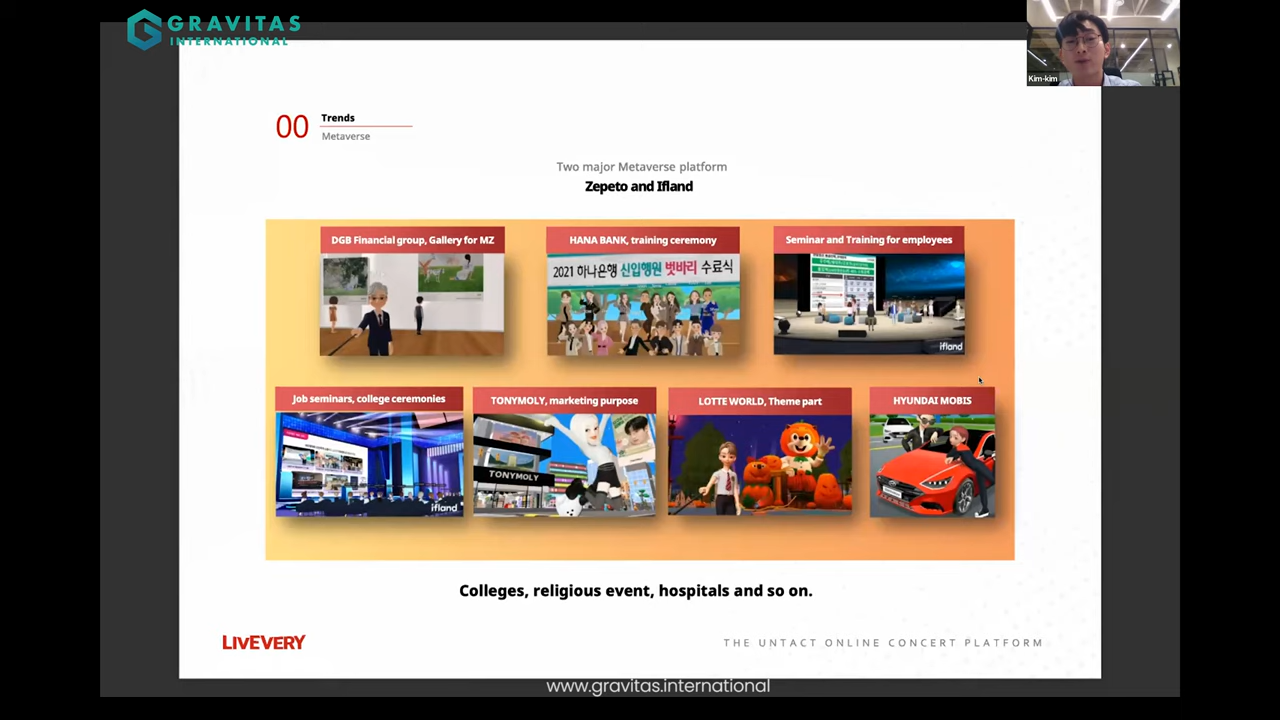 GRAVITAS
INTERNATIONAL
Kim-kim
00
Trends
Metaverse
Two major Metaverse platform
Zepeto and Ifland
DGB Financial group, Gallery for MZ
HANA BANK, training ceremony
Seminar and Training for employees
2021 하나은행 신입행원 벗바리 수료식
ifland
Job seminars, college ceremonies
TONYMOLY, marketing purpose
LOTTE WORLD, Theme part
HYUNDAI MOBIS
ifland
TONYMOLY
Colleges, religious event, hospitals and so on.
LIVEVERY
THE UNTACT ONLINE CONCERT PLATFORM
www.gravitas.international